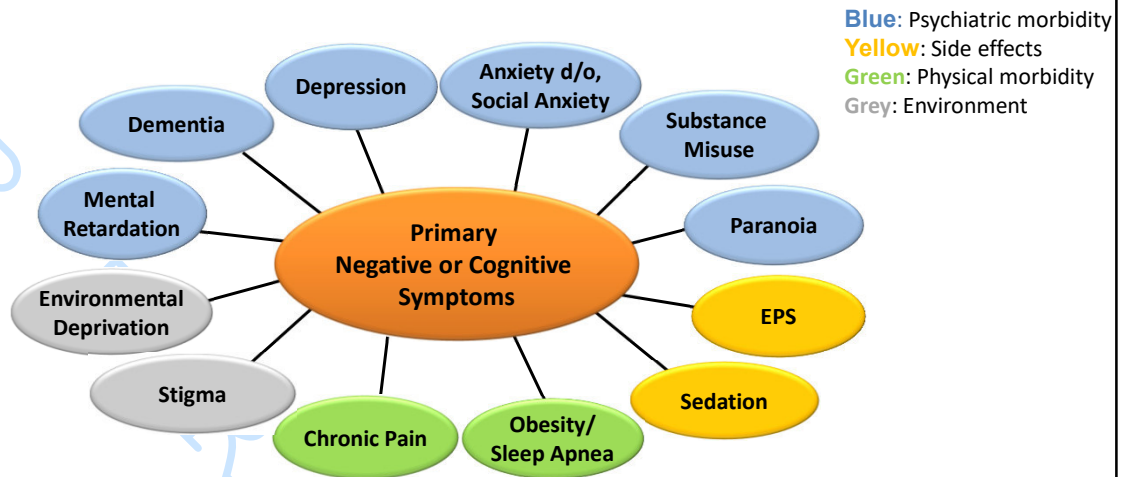 Blue: Psychiatric morbidity
Yellow: Side effects
Green: Physical morbidity
Grey: Environment
Anxiety d/o,
Social Anxiety
Depression
Dementia
Substance
Misuse
Mental
Retardation
Paranoia
Primary
Negative or Cognitive
Symptoms
Environmental
Deprivation
EPS
Stigma
Sedation
Chronic Pain
Obesity/
Sleep Apnea